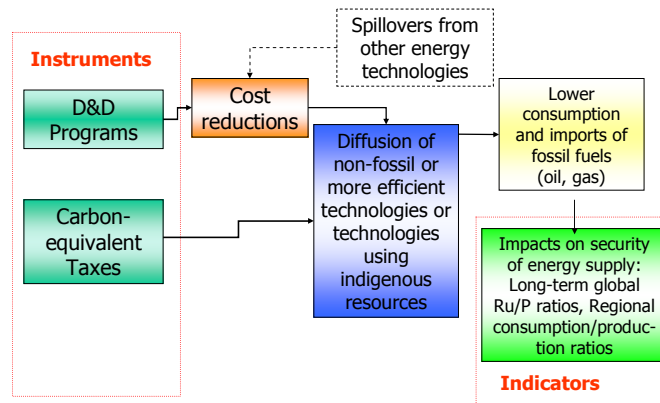 Instruments
D&D
Programs
Carbon-
equivalent
Taxes
Cost
reductions
Spillovers from
other energy
technologies
Diffusion of
non-fossil or
more efficient
technologies or
technologies
using
indigenous
resources
Lower
consumption
and imports of
fossil fuels
(oil, gas)
Impacts on security
of energy supply:
Long-term global
Ru/P ratios, Regional
consumption/produc-
tion ratios
Indicators